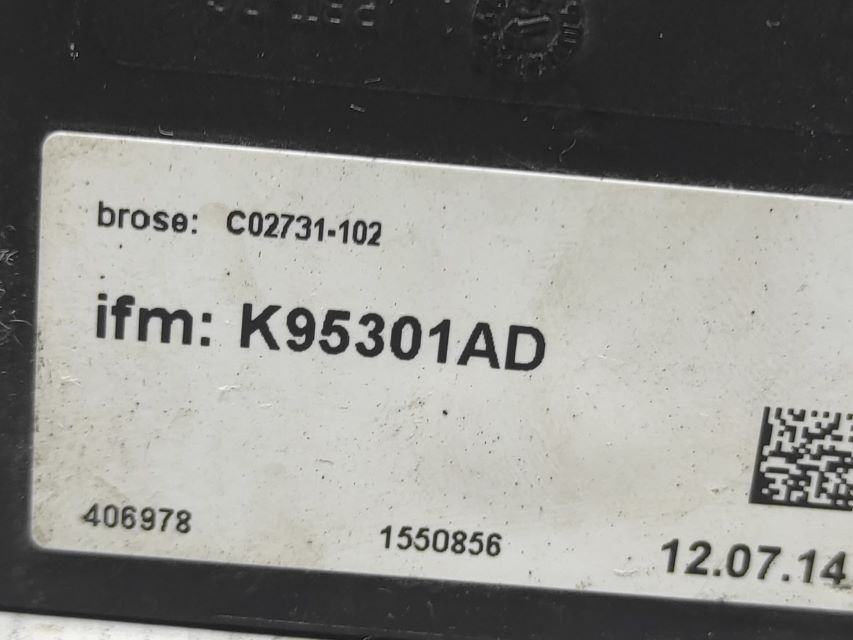 brose: C02731-102
ifm: K95301AD
406978 1550856 12.07.14